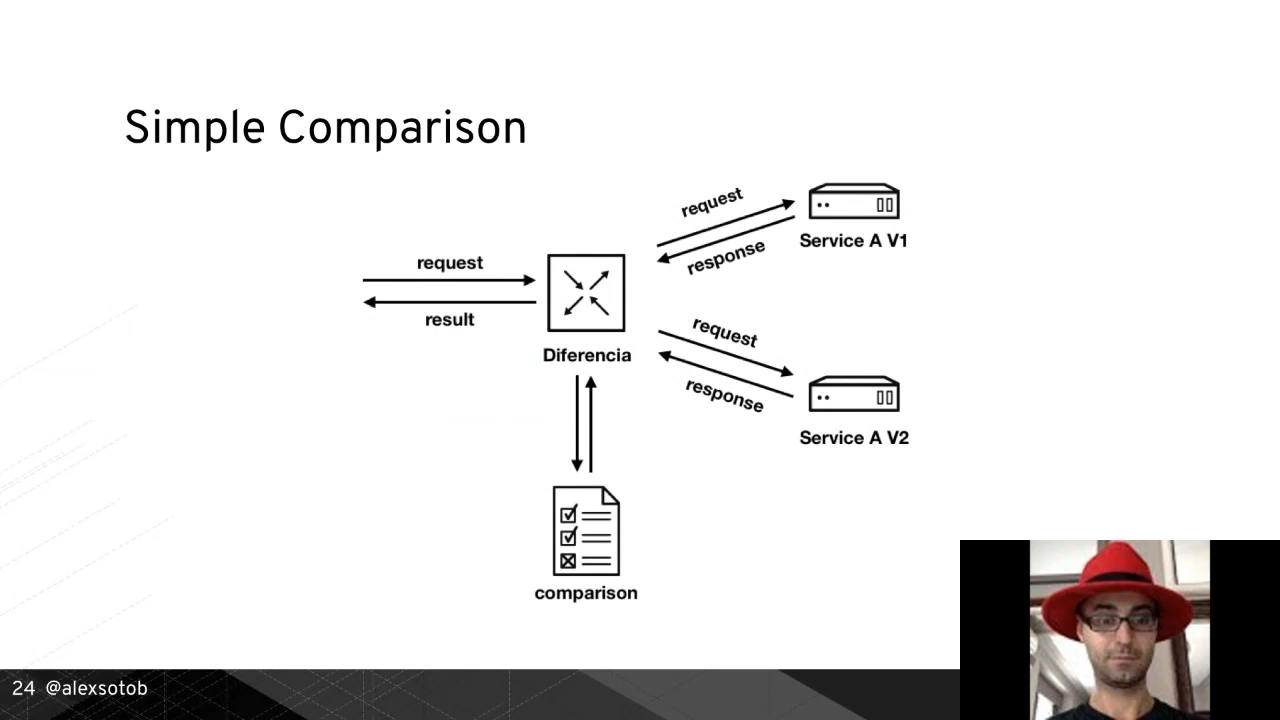 Simple Comparison
request
response
Service A V1
request
result
Diferencia
request
response
Service A V2
comparison
24 @alexsotob